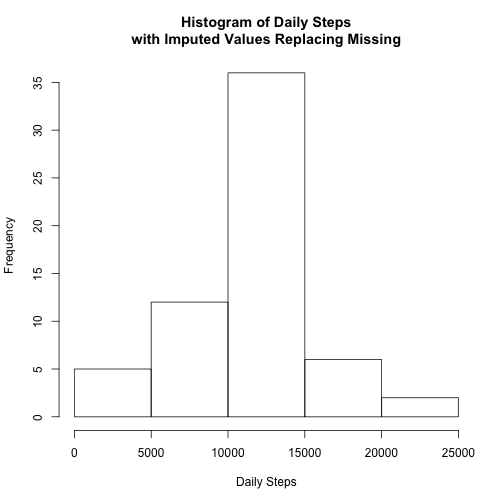 Histogram of Daily Steps
with Imputed Values Replacing Missing
Frequency
35
30
25
20
15
10
5
0
0 5000 10000 15000 20000 25000
Daily Steps